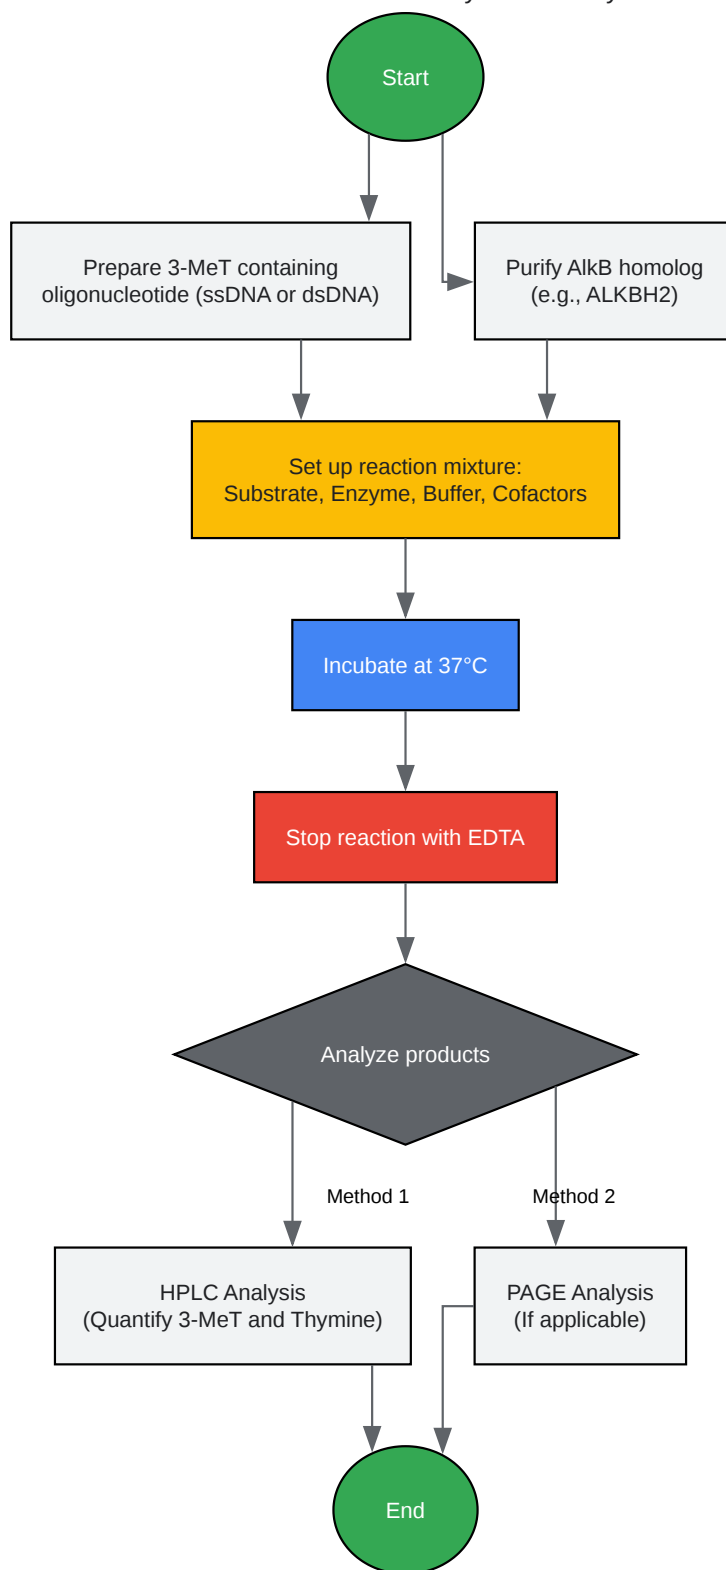 Start
Prepare 3-MeT containing
oligonucleotide (ssDNA or dsDNA)
Purify AlkB homolog
(e.g., ALKBH2)
Set up reaction mixture:
Substrate, Enzyme, Buffer, Cofactors
Incubate at 37°C
Stop reaction with EDTA
Analyze products
Method 1
Method 2
HPLC Analysis
(Quantify 3-MeT and Thymine)
PAGE Analysis
(If applicable)
End